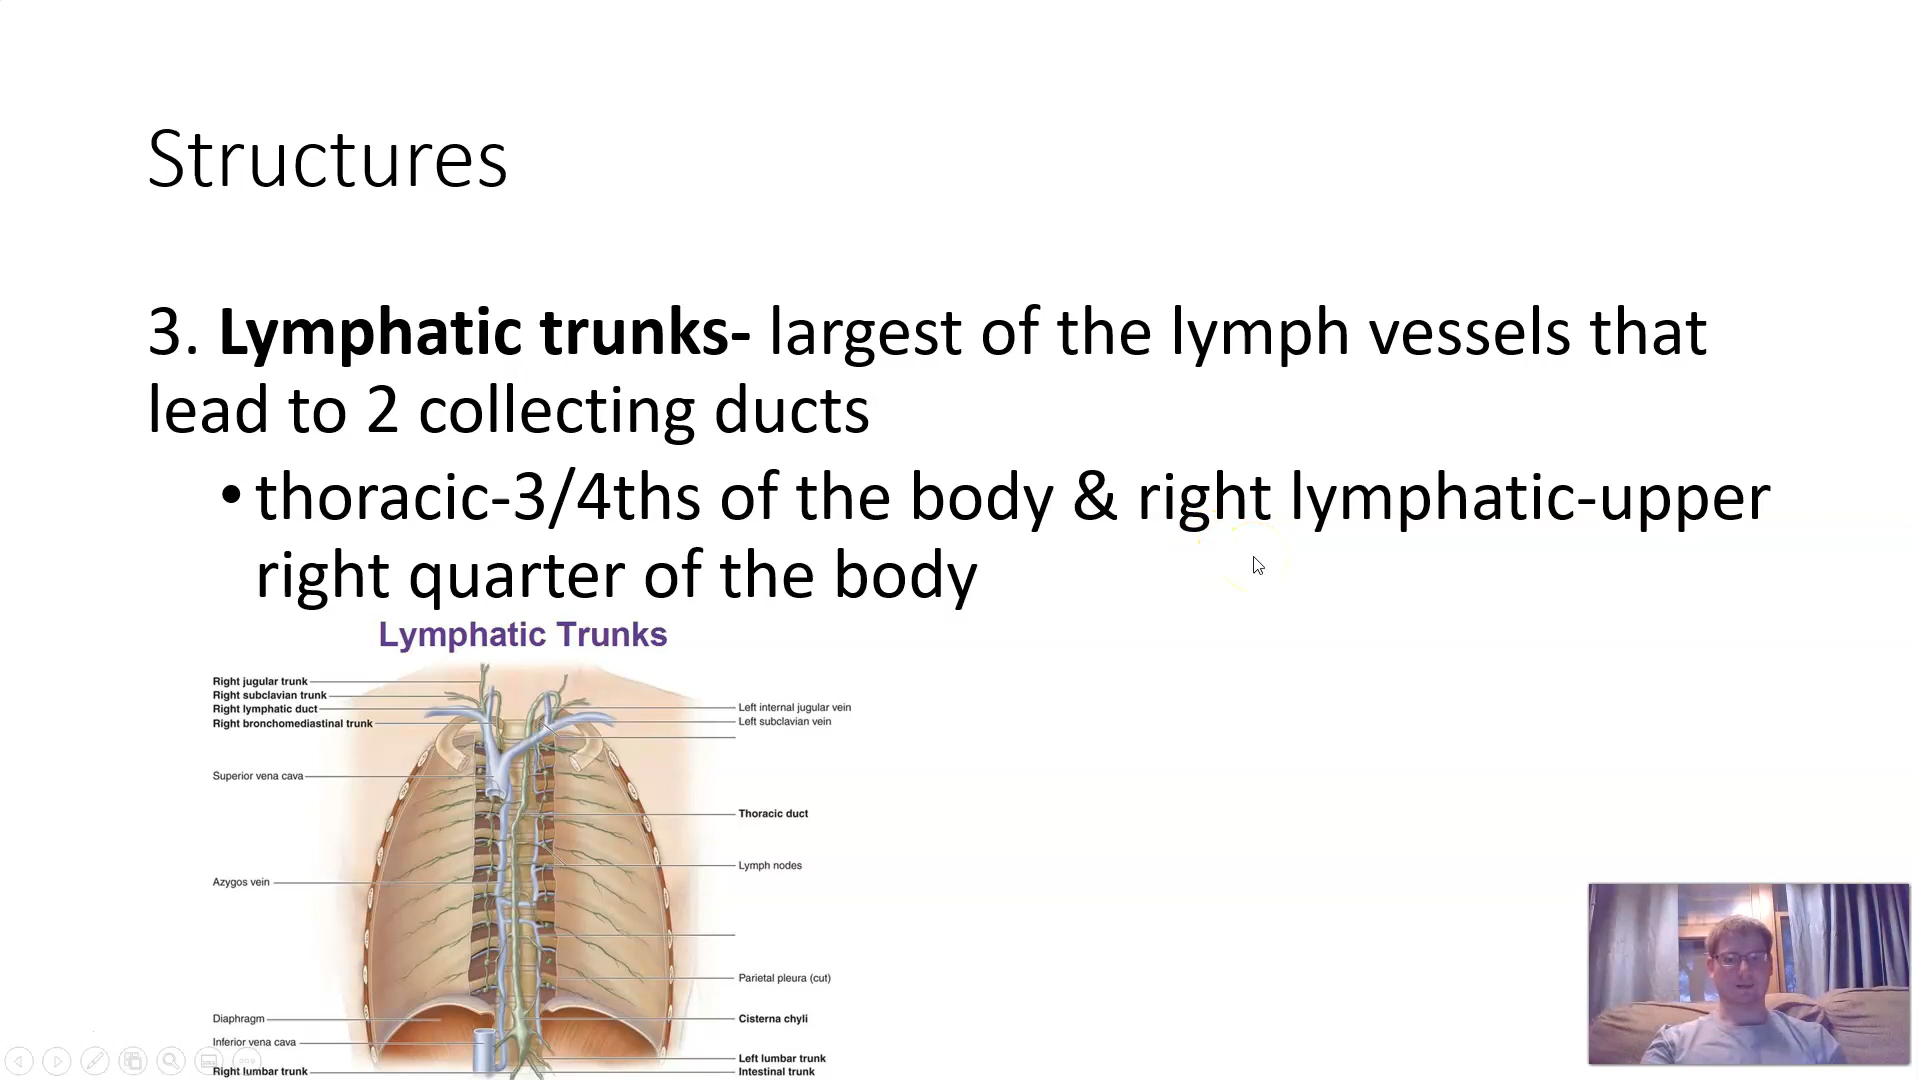 Structures
3. Lymphatic trunks- largest of the lymph vessels that
lead to 2 collecting ducts
•thoracic-3/4ths of the body & right lymphatic-upper
right quarter of the body
Lymphatic Trunks
Right jugular trunk
Right subclavian trunk
Right lymphatic duct
Right bronchomediastinal trunk
Superior vena cava
Azygos vein
Diaphragm
Inferior vena cava
Right lumbar trunk
Left internal jugular vein
Left subclavian vein
Thoracic duct
Lymph nodes
Parietal pleura (cut)
Cisterna chyli
Left lumbar trunk
Intestinal trunk